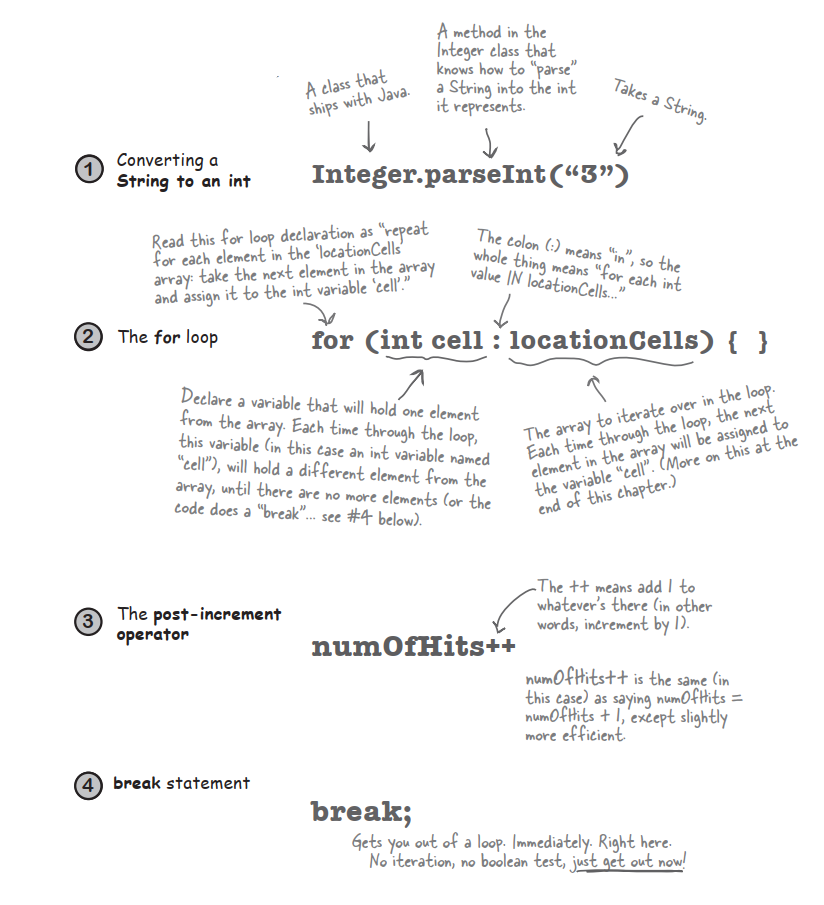 A class that
ships with Java.
A method in the
Integer class that
knows how to "parse"
a String into the int
it represents.
Takes a String.
1
Converting a
String to an int
Integer.parseInt(“3”)
Read this for loop declaration as "repeat
for each element in the 'locationCells'
array: take the next element in the array
and assign it to the int variable 'cell'."
The colon (:) means "in", so the
whole thing means "for each int
value IN locationCells..."
2
The for loop
for (int cell : locationCells) { }
Declare a variable that will hold one element
from the array. Each time through the loop,
this variable (in this case an int variable named
"cell"), will hold a different element from the
array, until there are no more elements (or the
code does a "break"... see #4 below).
The array to iterate over in the loop.
Each time through the loop, the next
element in the array will be assigned to
the variable "cell". (More on this at the
end of this chapter.)
3
The post-increment
operator
numOfHits++
The ++ means add 1 to
whatever's there (in other
words, increment by 1).
numOfHits++ is the same (in
this case) as saying numOfHits =
numOfHits + 1, except slightly
more efficient.
4
break statement
break;
Gets you out of a loop. Immediately. Right here.
No iteration, no boolean test, just get out now!